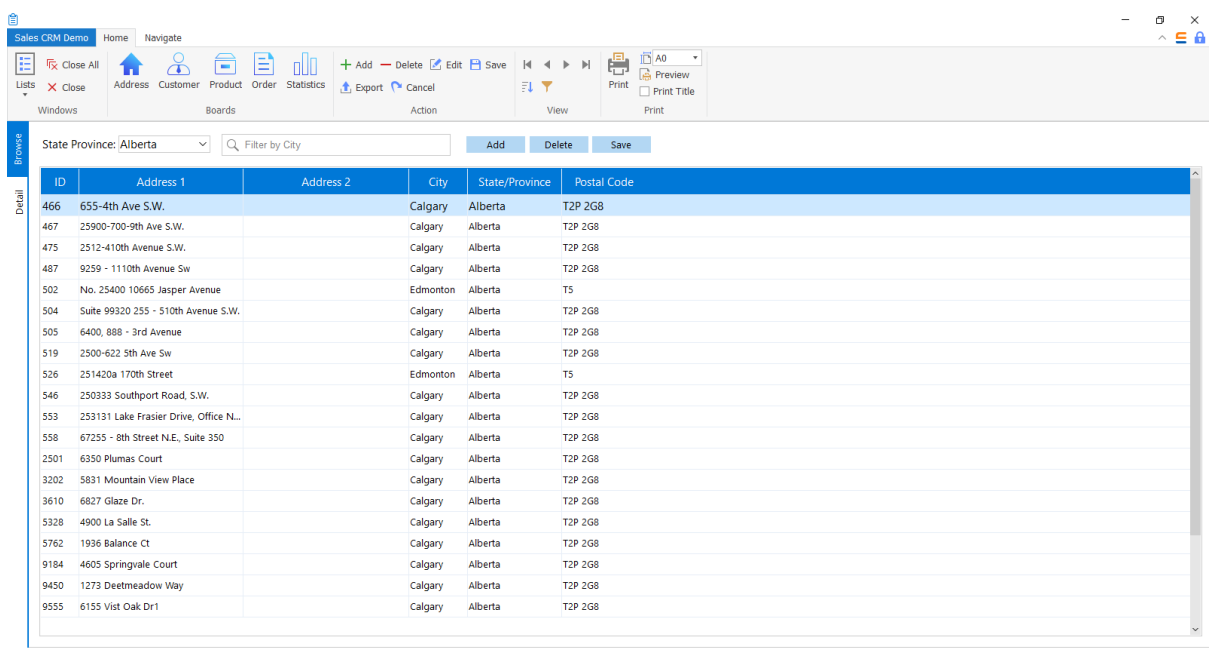 Sales CRM Demo Home Navigate
Lists Close All Close Address Customer Product Order Statistics Add Delete Edit Save Export Cancel Print A0 Preview Print Title
Windows Boards Action View Print
Browse
Detail
State Province: Alberta Filter by City Add Delete Save
ID Address 1 Address 2 City State/Province Postal Code
466 655-4th Ave S.W. Calgary Alberta T2P 2G8
467 25900-700-9th Ave S.W. Calgary Alberta T2P 2G8
475 2512-410th Avenue S.W. Calgary Alberta T2P 2G8
487 9259 - 1110th Avenue Sw Calgary Alberta T2P 2G8
502 No. 25400 10665 Jasper Avenue Edmonton Alberta T5
504 Suite 99320 255 - 510th Avenue S.W. Calgary Alberta T2P 2G8
505 6400, 888 - 3rd Avenue Calgary Alberta T2P 2G8
519 2500-622 5th Ave Sw Calgary Alberta T2P 2G8
526 251420a 170th Street Edmonton Alberta T5
546 250333 Southport Road, S.W. Calgary Alberta T2P 2G8
553 253131 Lake Frasier Drive, Office N... Calgary Alberta T2P 2G8
558 67255 - 8th Street N.E., Suite 350 Calgary Alberta T2P 2G8
2501 6350 Plumas Court Calgary Alberta T2P 2G8
3202 5831 Mountain View Place Calgary Alberta T2P 2G8
3610 6827 Glaze Dr. Calgary Alberta T2P 2G8
5328 4900 La Salle St. Calgary Alberta T2P 2G8
5762 1936 Balance Ct Calgary Alberta T2P 2G8
9184 4605 Springvale Court Calgary Alberta T2P 2G8
9450 1273 Deetmeadow Way Calgary Alberta T2P 2G8
9555 6155 Vist Oak Dr1 Calgary Alberta T2P 2G8